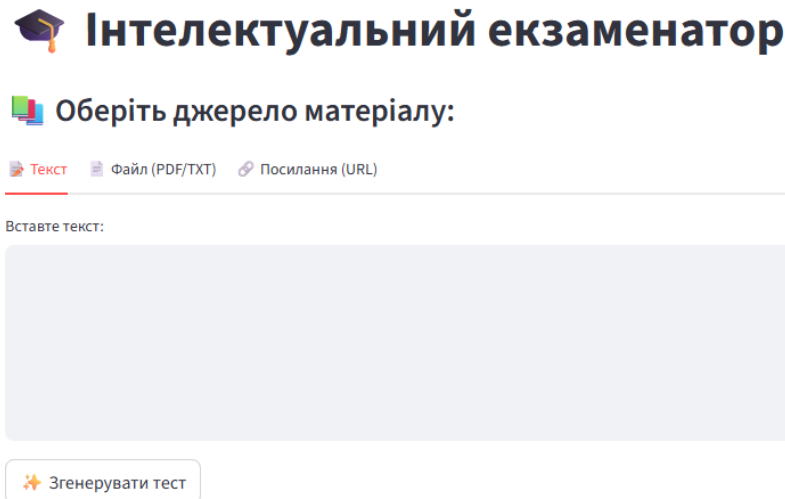 Інтелектуальний екзаменатор
Оберіть джерело матеріалу:
Текст Файл (PDF/TXT) Посилання (URL)
Вставте текст:
Згенерувати тест